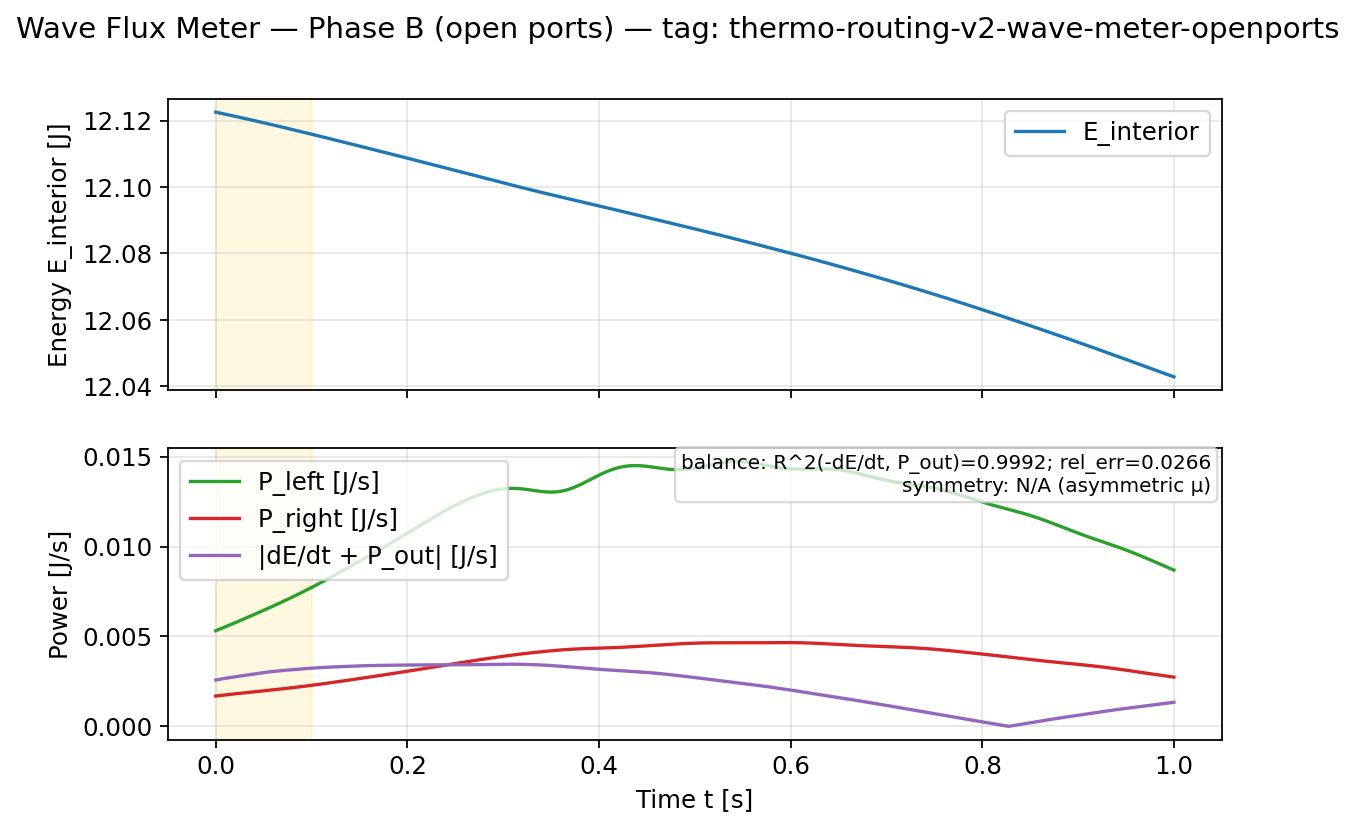 Wave Flux Meter — Phase B (open ports) — tag: thermo-routing-v2-wave-meter-openports
Energy E_interior [J]
12.12
12.10
12.08
12.06
12.04
E_interior
Power [J/s]
0.015
0.010
0.005
0.000
P_left [J/s]
P_right [J/s]
|dE/dt + P_out| [J/s]
balance: R^2(-dE/dt, P_out)=0.9992; rel_err=0.0266
symmetry: N/A (asymmetric μ)
0.0
0.2
0.4
0.6
0.8
1.0
Time t [s]